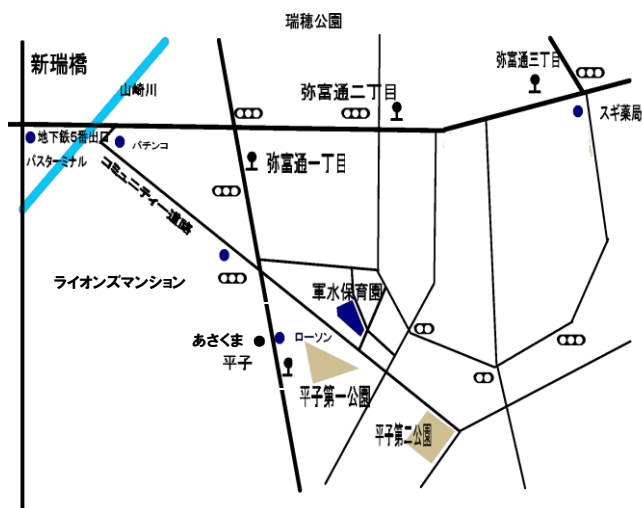 瑞穂公園
弥富通三丁目
新瑞橋
山崎川
弥富通二丁目
スギ薬局
地下鉄5番出口
パチンコ
バスターミナル
弥富通一丁目
コミュニティー道路
ライオンズマンション
軍水保育園
あさくま
ローソン
平子
平子第一公園
平子第二公園